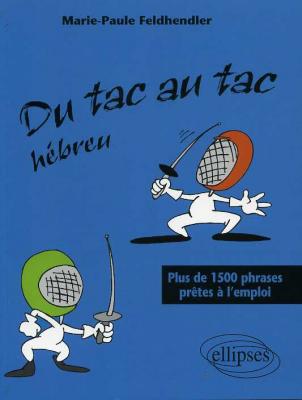 Marie-Paule Feldhendler
Du tac au tac
hébreu
Plus de 1500 phrases
prêtes à l'emploi
ellipses